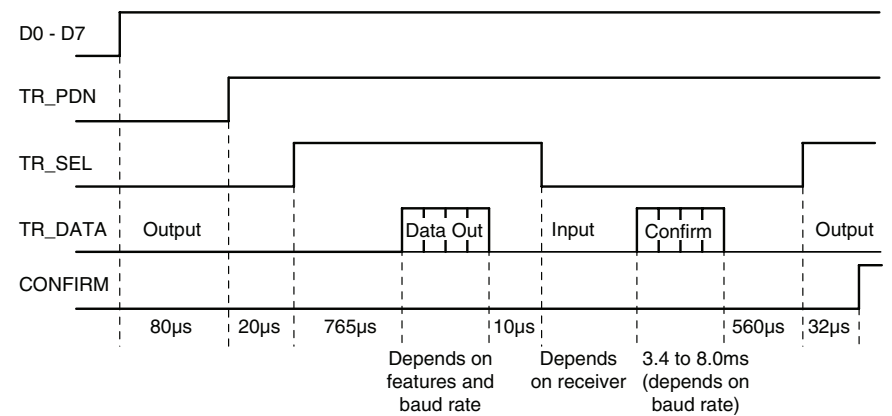 D0 - D7
TR_PDN
TR_SEL
TR_DATA Output Data Out Input Confirm Output
CONFIRM
80µs 20µs 765µs 10µs 560µs 32µs
Depends on features and baud rate
Depends on receiver
3.4 to 8.0ms (depends on baud rate)